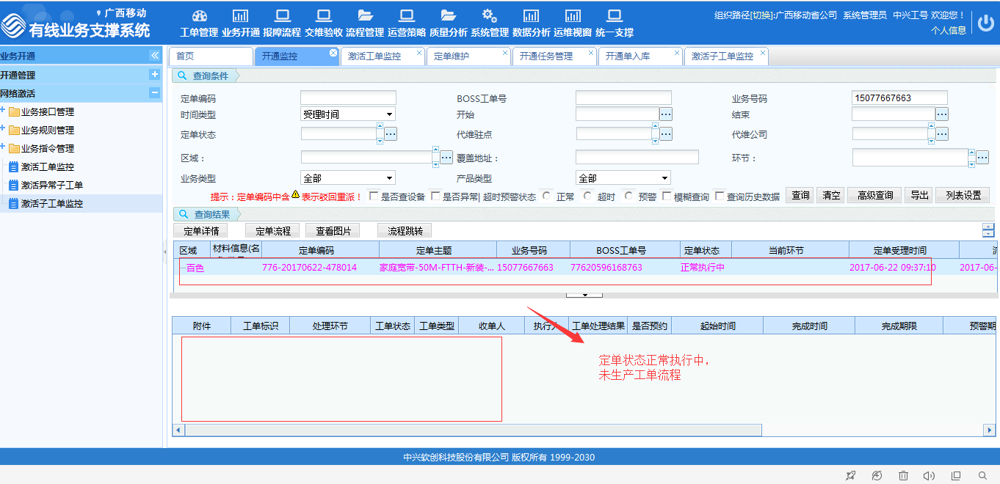 广西移动
有线业务支撑系统
工单管理 业务开通 报障流程 交维验收 流程管理 运营策略 质量分析 系统管理 数据分析 运维视窗 统一支撑
组织路径[切换]:广西移动省公司 系统管理员 中兴工号 欢迎您！
个人信息
业务开通
开通管理
网络激活
业务接口管理
业务规则管理
业务指令管理
激活工单监控
激活异常子工单
激活子工单监控
首页 开通监控 激活工单监控 定单维护 开通任务管理 开通单入库 激活子工单监控
查询条件
定单编码 BOSS工单号 业务号码 15077667663
时间类型 受理时间 开始 结束
定单状态 代维驻点 代维公司
区域： 覆盖地址： 环节：
业务类型 全部 产品类型 全部
提示：定单编码中含 表示驳回重派！ 是否查设备 是否异常| 超时预警状态 正常 超时 预警 模糊查询 查询历史数据 查询 清空 高级查询 导出 列表设置
查询结果
定单详情 定单流程 查看图片 流程跳转
区域 材料信息(名 定单编码 定单主题 业务号码 BOSS工单号 定单状态 当前环节 定单受理时间
百色 776-20170622-478014 家庭宽带-50M-FTTH-新装-... 15077667663 77620596168763 正常执行中 2017-06-22 09:37:10 2017-06-
附件 工单标识 处理环节 工单状态 工单类型 收单人 执行人 工单处理结果 是否预约 起始时间 完成时间 完成期限 预警期
定单状态正常执行中，
未生产工单流程
中兴软创科技股份有限公司 版权所有 1999-2030